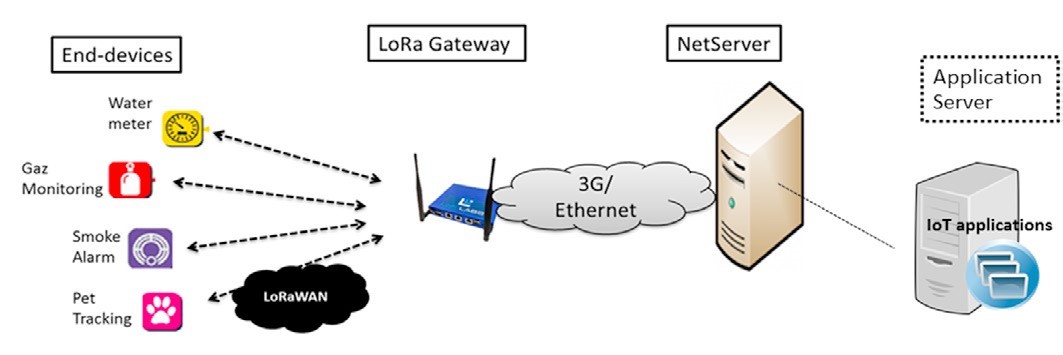 End-devices
LoRa Gateway
NetServer
Application
Server
Water
meter
Gaz
Monitoring
Smoke
Alarm
Pet
Tracking
LoRaWAN
L
LABS
3G/
Ethernet
IoT applications